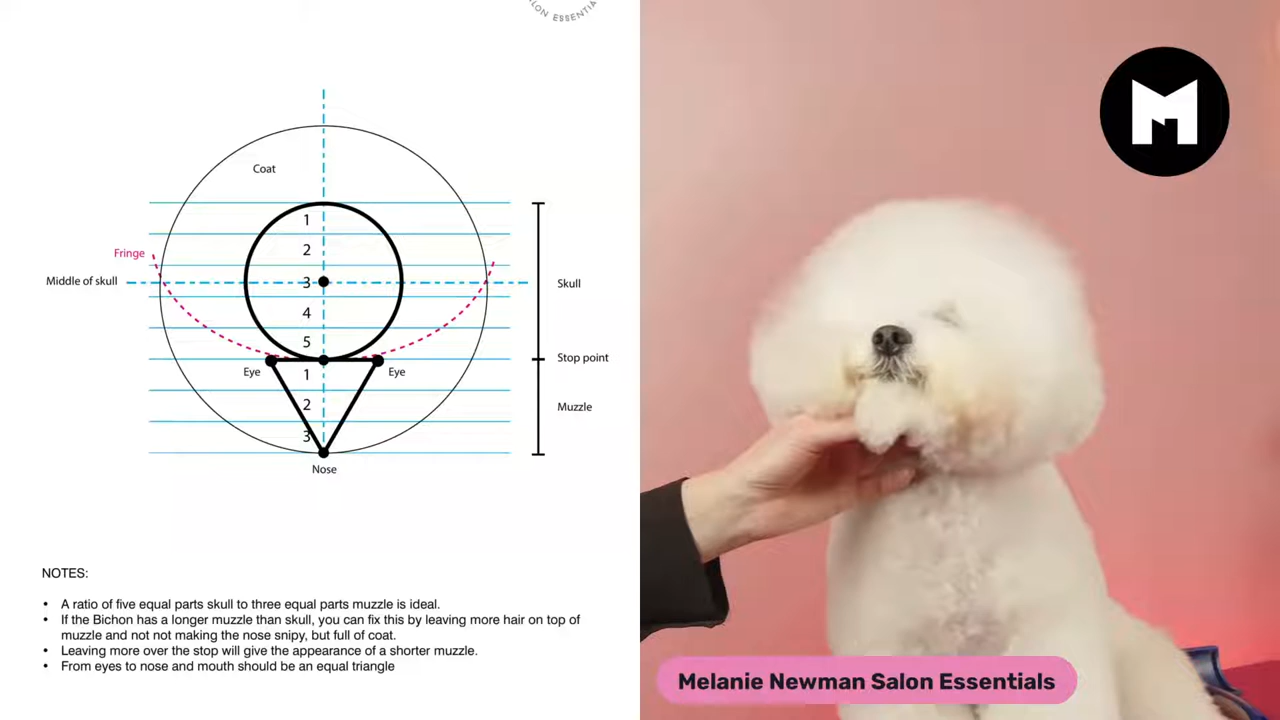 ESSENTIA
Coat
1
2
Fringe
Middle of skull
3
Skull
4
5
Stop point
Eye
Eye
1
2
Muzzle
3
Nose
NOTES:
• A ratio of five equal parts skull to three equal parts muzzle is ideal.
• If the Bichon has a longer muzzle than skull, you can fix this by leaving more hair on top of
muzzle and not not making the nose snipy, but full of coat.
• Leaving more over the stop will give the appearance of a shorter muzzle.
• From eyes to nose and mouth should be an equal triangle
M
Melanie Newman Salon Essentials